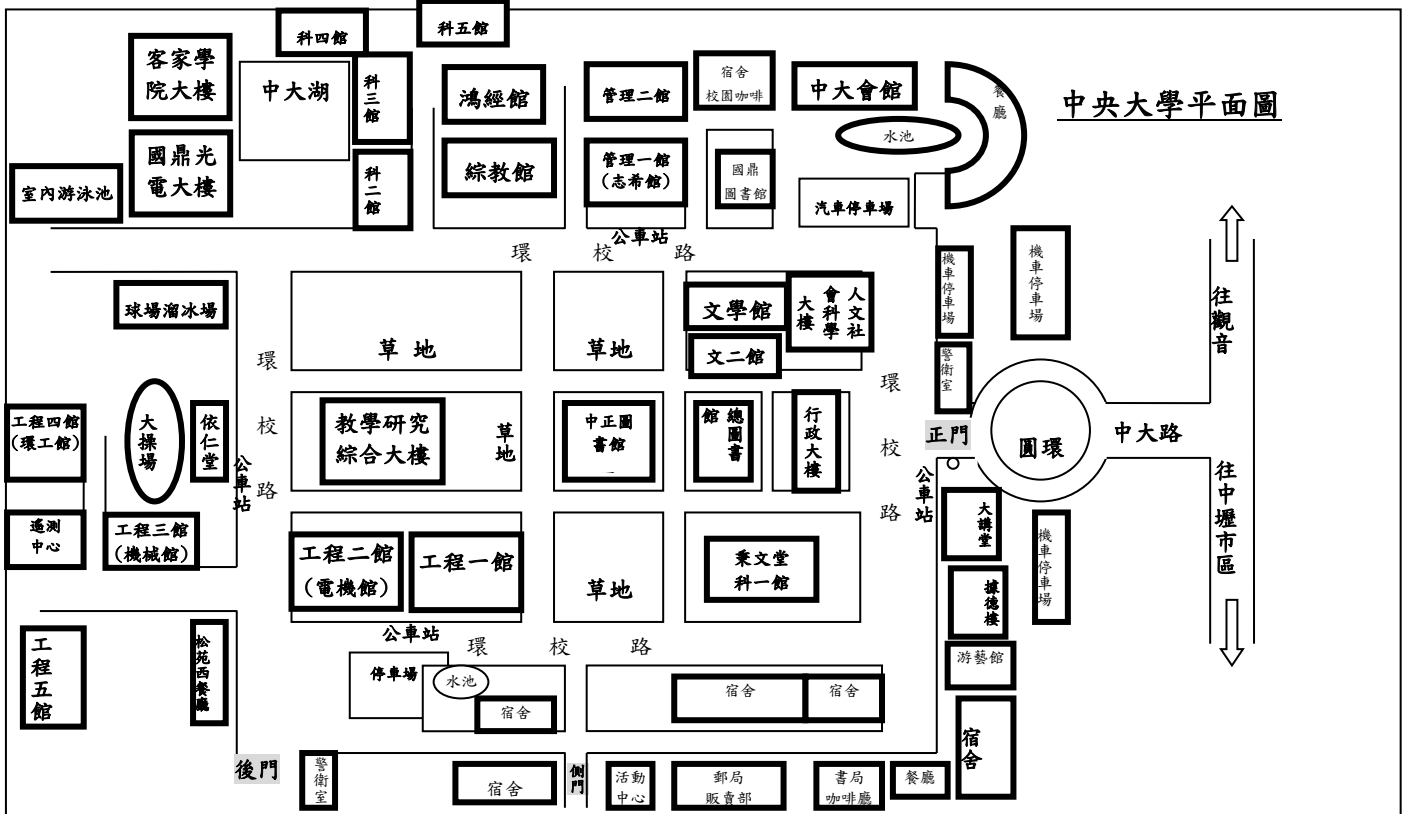 中央大學平面圖
科四館
科五館
客家學
院大樓
中大湖
科三館
鴻經館
管理二館
宿舍
校園咖啡
中大會館
餐廳
水池
國鼎光
電大樓
科二館
綜教館
管理一館
(志希館)
國鼎
圖書館
室內游泳池
汽車停車場
公車站
環 校 路
機車停車場
機車停車場
往觀音
球場溜冰場
草 地
草地
文學館
人文社
會科學
大樓
文二館
警衛室
環 校 路
環 校 路
工程四館
(環工館)
大操場
依仁堂
公車站
教學研究
綜合大樓
草地
中正圖
書館
總圖書
館
行政大樓
正門
圓環
中大路
公車站
往中壢市區
遙測
中心
工程三館
(機械館)
工程二館
(電機館)
工程一館
草地
秉文堂
科一館
大講堂
機車停車場
據德樓
公車站
環 校 路
工程五館
松苑西餐廳
停車場
水池
宿舍
宿舍
宿舍
游藝館
宿舍
後門
警衛室
宿舍
側門
活動
中心
郵局
販賣部
書局
咖啡廳
餐廳